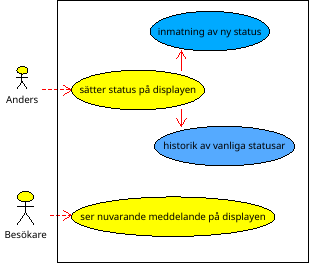 inmatning av ny status
sätter status på displayen
Anders
historik av vanliga statusar
ser nuvarande meddelande på displayen
Besökare